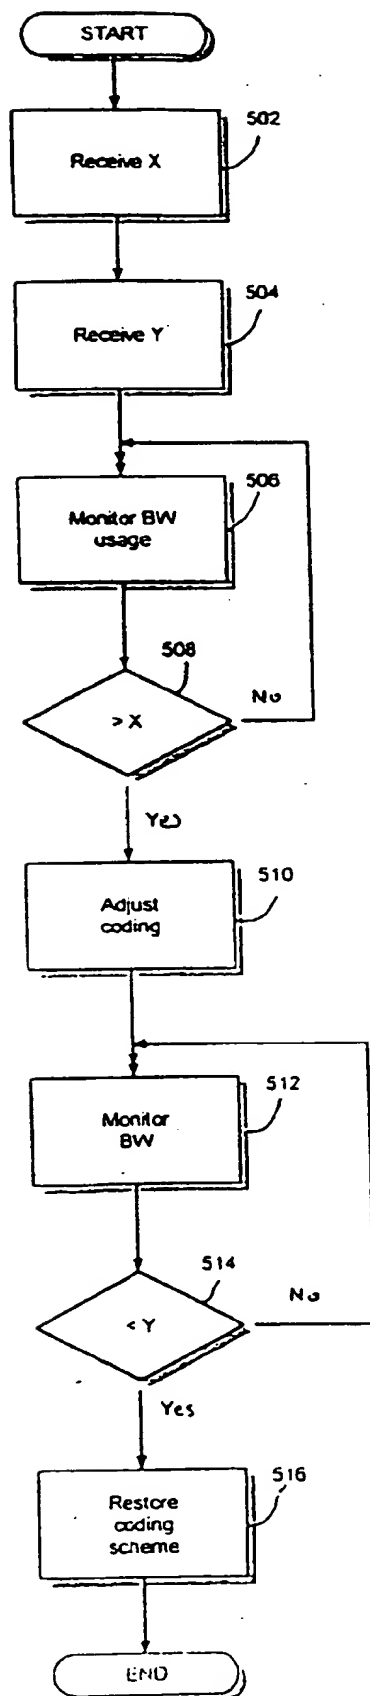 START
502
Receive X
504
Receive Y
506
Monitor BW
usage
508
> X
No
Yes
510
Adjust
coding
512
Monitor
BW
514
< Y
No
Yes
516
Restore
coding
scheme
END